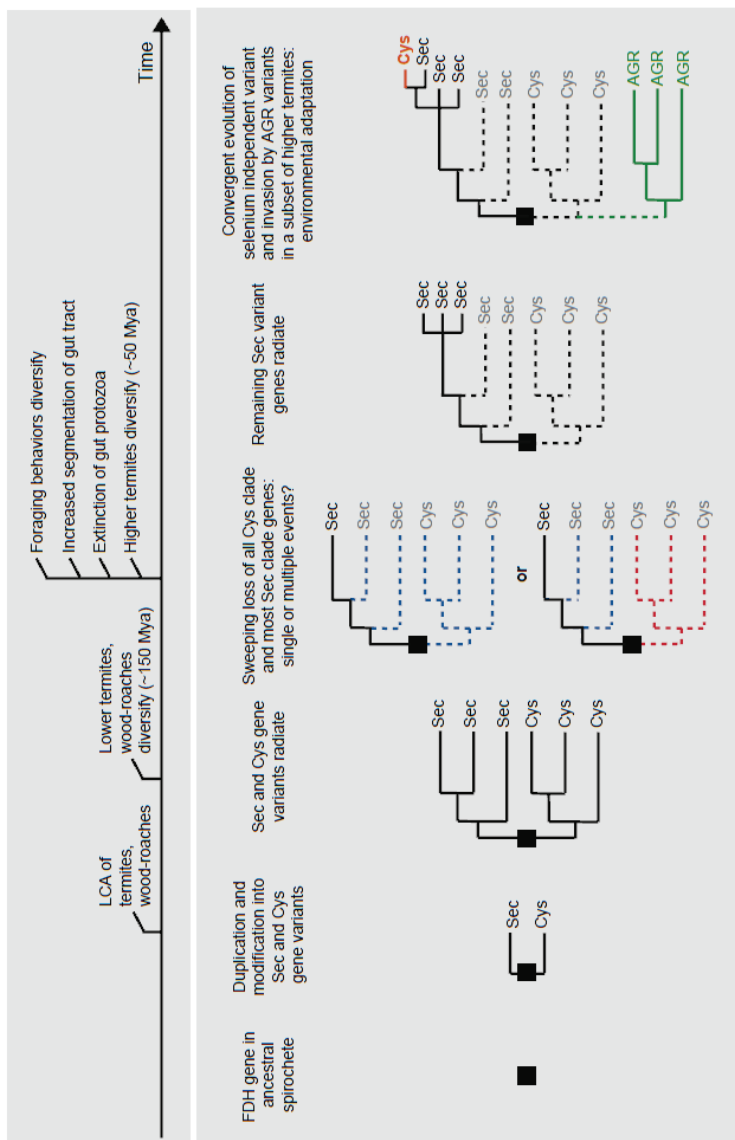 Time
LCA of
termites,
wood-roaches
Lower termites,
wood-roaches
diversify (~150 Mya)
Foraging behaviors diversify
Increased segmentation of gut tract
Extinction of gut protozoa
Higher termites diversify (~50 Mya)
FDH gene in
ancestral
spirochete
Duplication and
modification into
Sec and Cys
gene variants
Sec
Cys
Sec and Cys gene
variants radiate
Sec
Sec
Sec
Cys
Cys
Cys
Sweeping loss of all Cys clade
and most Sec clade genes:
single or multiple events?
Sec
Sec
Sec
Cys
Cys
Cys
or
Sec
Sec
Sec
Cys
Cys
Cys
Remaining Sec variant
genes radiate
Sec
Sec
Sec
Sec
Sec
Cys
Cys
Cys
Convergent evolution of
selenium independent variant
and invasion by AGR variants
in a subset of higher termites:
environmental adaptation
Cys
Sec
Sec
Sec
Sec
Sec
Cys
Cys
Cys
AGR
AGR
AGR